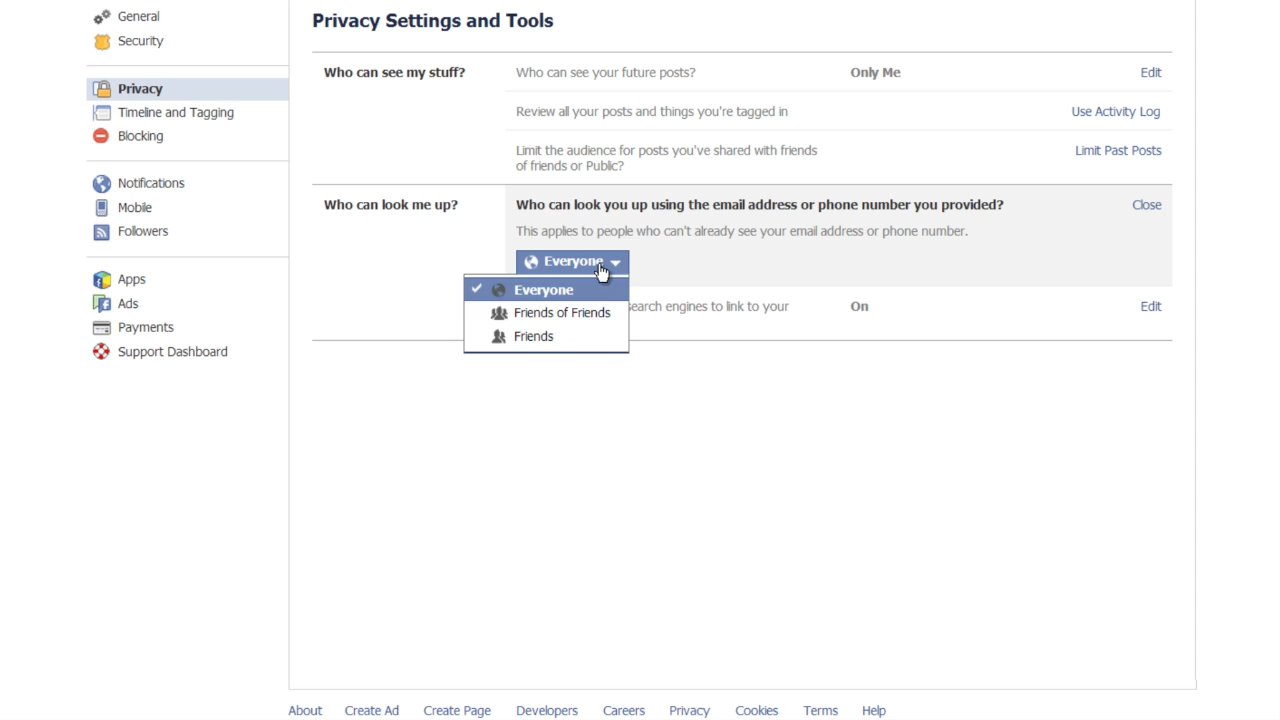 General
Security
Privacy
Timeline and Tagging
Blocking
Notifications
Mobile
Followers
Apps
Ads
Payments
Support Dashboard
Privacy Settings and Tools
Who can see my stuff?
Who can see your future posts?
Only Me
Edit
Review all your posts and things you're tagged in
Use Activity Log
Limit the audience for posts you've shared with friends
of friends or Public?
Limit Past Posts
Who can look me up?
Who can look you up using the email address or phone number you provided?
Close
This applies to people who can't already see your email address or phone number.
Everyone
Everyone
Friends of Friends
Friends
search engines to link to your
On
Edit
About Create Ad Create Page Developers Careers Privacy Cookies Terms Help